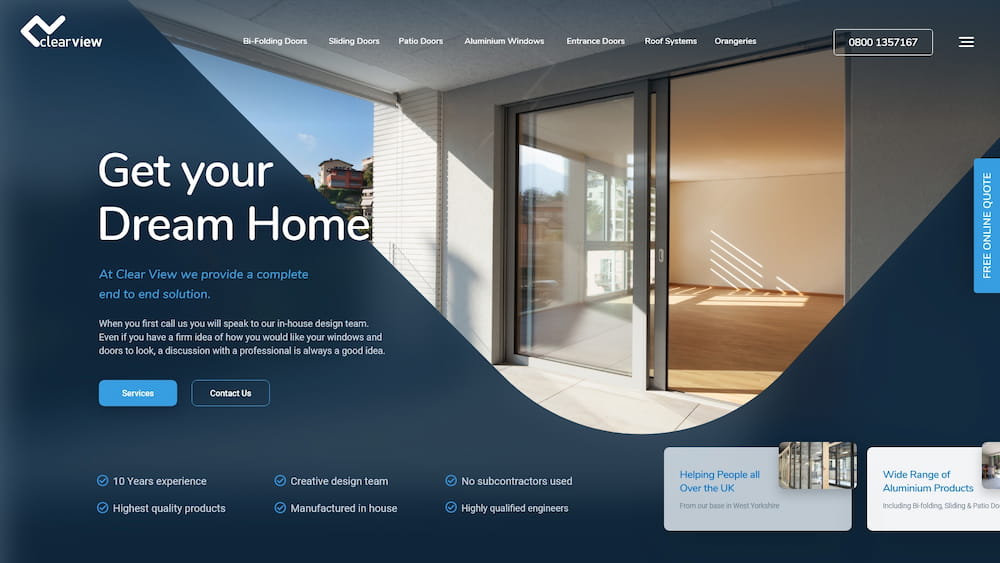 clearview
Bi-Folding Doors Sliding Doors Patio Doors Aluminium Windows Entrance Doors Roof Systems Orangeries
0800 1357167
FREE ONLINE QUOTE
Get your
Dream Home
At Clear View we provide a complete
end to end solution.
When you first call us you will speak to our in-house design team.
Even if you have a firm idea of how you would like your windows and
doors to look, a discussion with a professional is always a good idea.
Services Contact Us
10 Years experience Creative design team No subcontractors used
Highest quality products Manufactured in house Highly qualified engineers
Helping People all
Over the UK
From our base in West Yorkshire
Wide Range of
Aluminium Products
Including Bi-folding, Sliding & Patio Do